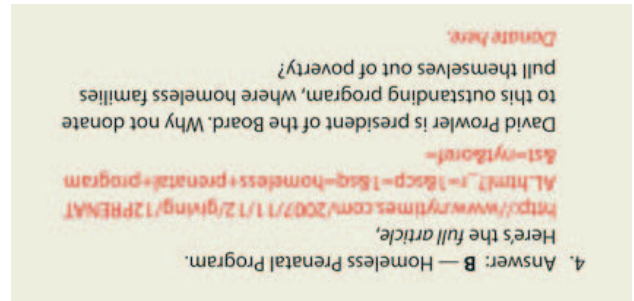 4. Answer: B — Homeless Prenatal Program.
Here's the full article,
http://www.nytimes.com/2007/11/12/giving/12PRENAT
AL.html?_r=1&scp=1&sq=homeless+prenatal+program
&st=nyt&oref=
David Prowler is president of the Board. Why not donate
to this outstanding program, where homeless families
pull themselves out of poverty?
Donate here.